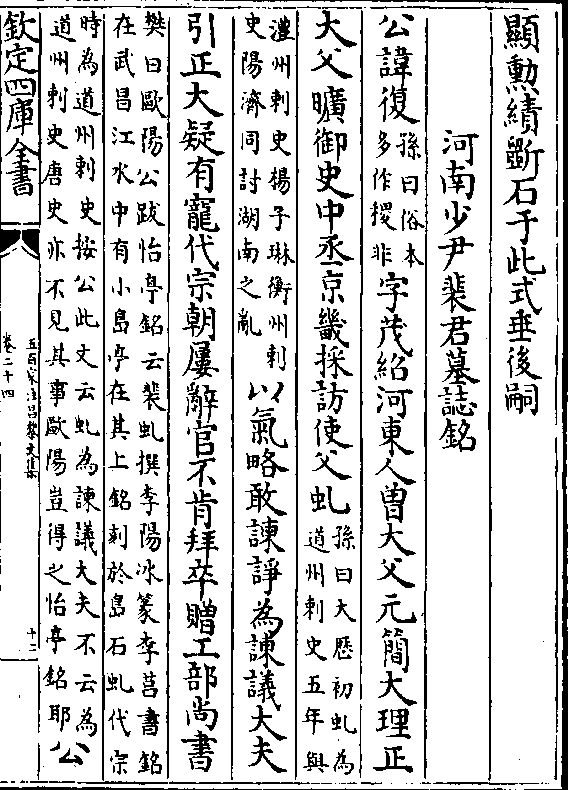 顯勲績斵石于此式垂後嗣
河南少尹裴君墓誌銘
公諱復孫曰俗本多作㮨非字茂紹河東人曾大父元簡大理正
大父曠御史中丞京畿採訪使父虬孫曰大厯初虬為道州刺史五年與
澧州刺史楊子琳衡州刺史陽濟同討湖南之亂以氣略敢諫諍為諫議大夫
引正大疑有寵代宗朝屢辭官不肯拜卒贈工部尚書
樊曰歐陽公跋怡亭銘云裴虬撰李陽冰篆李莒書銘在武昌江水中有小島亭在其上銘刻於島石虬代宗
時為道州刺史按公此文云虬為諫議大夫不云為道州刺史唐史亦不見其事歐陽豈得之怡亭銘耶公
欽定四庫全書
五百家注昌黎文集
卷二十四
十二